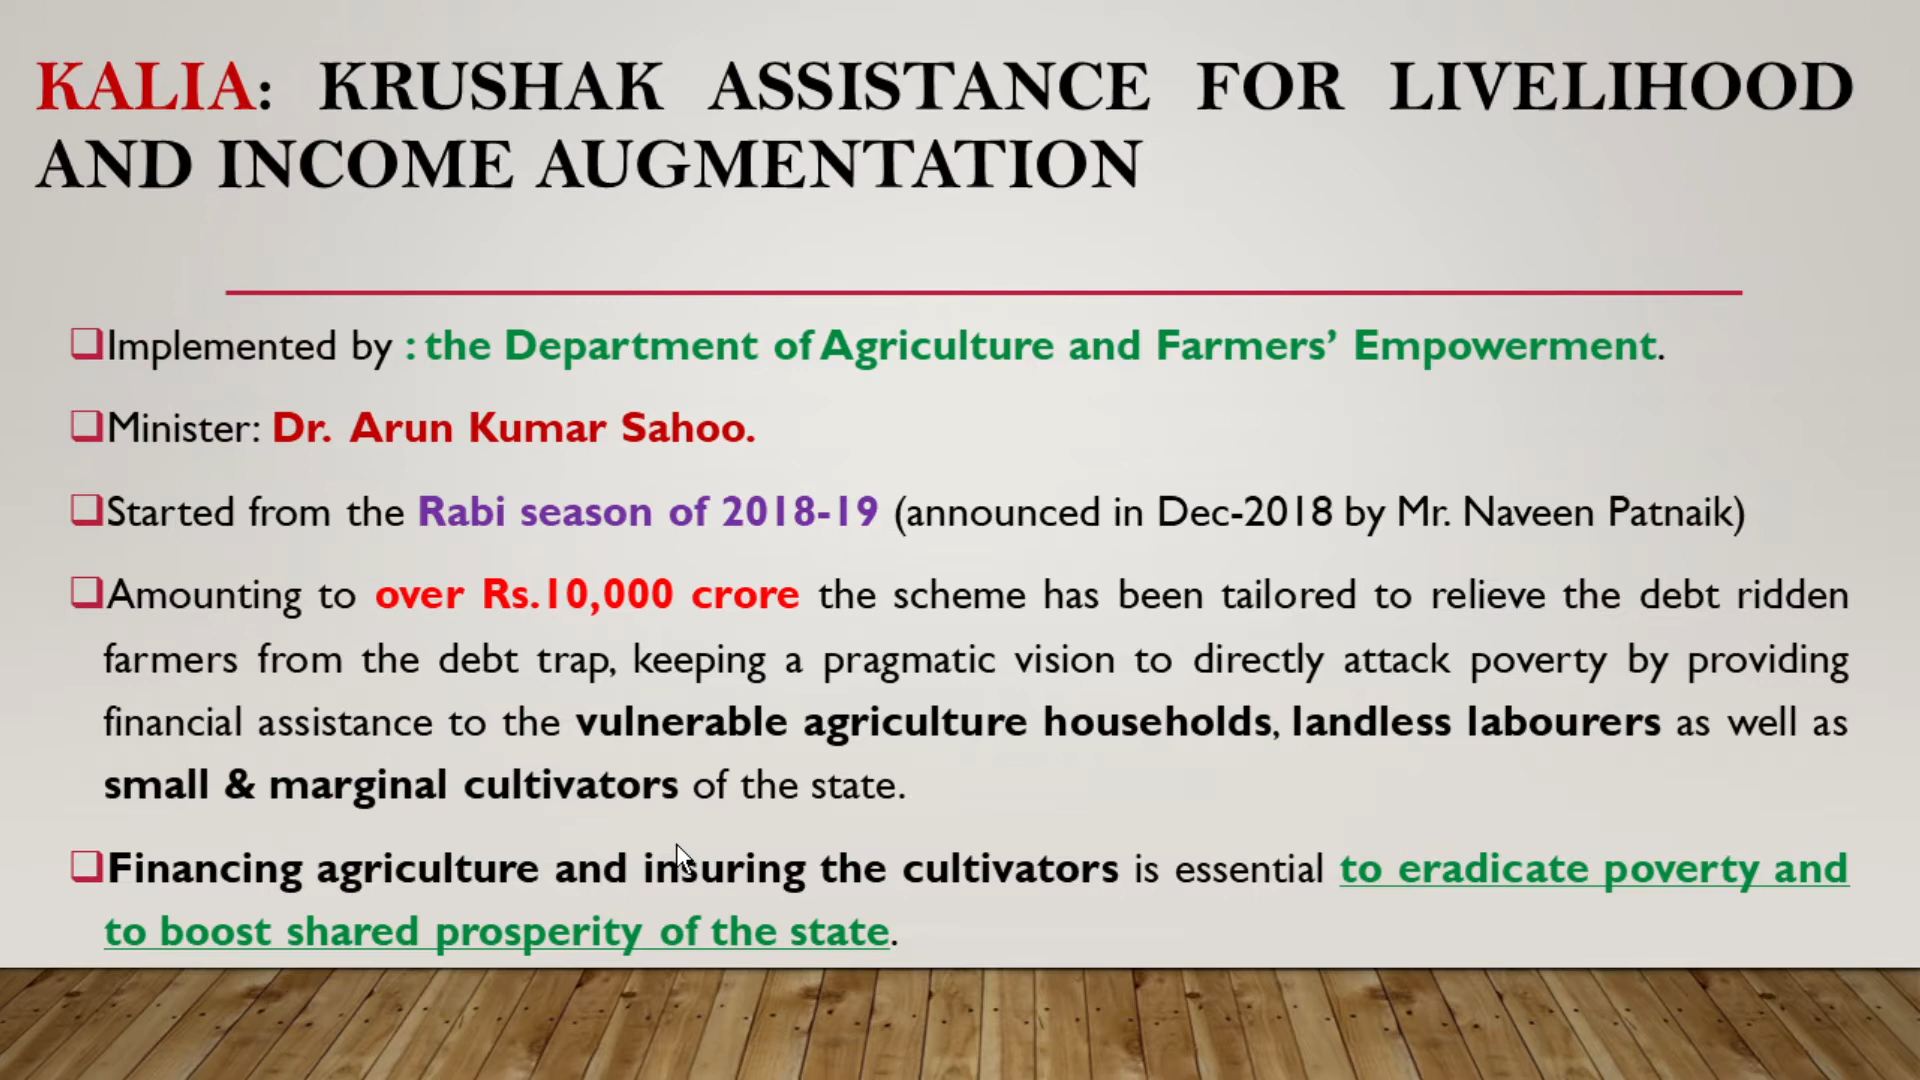 KALIA: KRUSHAK ASSISTANCE FOR LIVELIHOOD
AND INCOME AUGMENTATION
❑Implemented by : the Department of Agriculture and Farmers’ Empowerment.
❑Minister: Dr. Arun Kumar Sahoo.
❑Started from the Rabi season of 2018-19 (announced in Dec-2018 by Mr. Naveen Patnaik)
❑Amounting to over Rs.10,000 crore the scheme has been tailored to relieve the debt ridden
farmers from the debt trap, keeping a pragmatic vision to directly attack poverty by providing
financial assistance to the vulnerable agriculture households, landless labourers as well as
small & marginal cultivators of the state.
❑Financing agriculture and insuring the cultivators is essential to eradicate poverty and
to boost shared prosperity of the state.